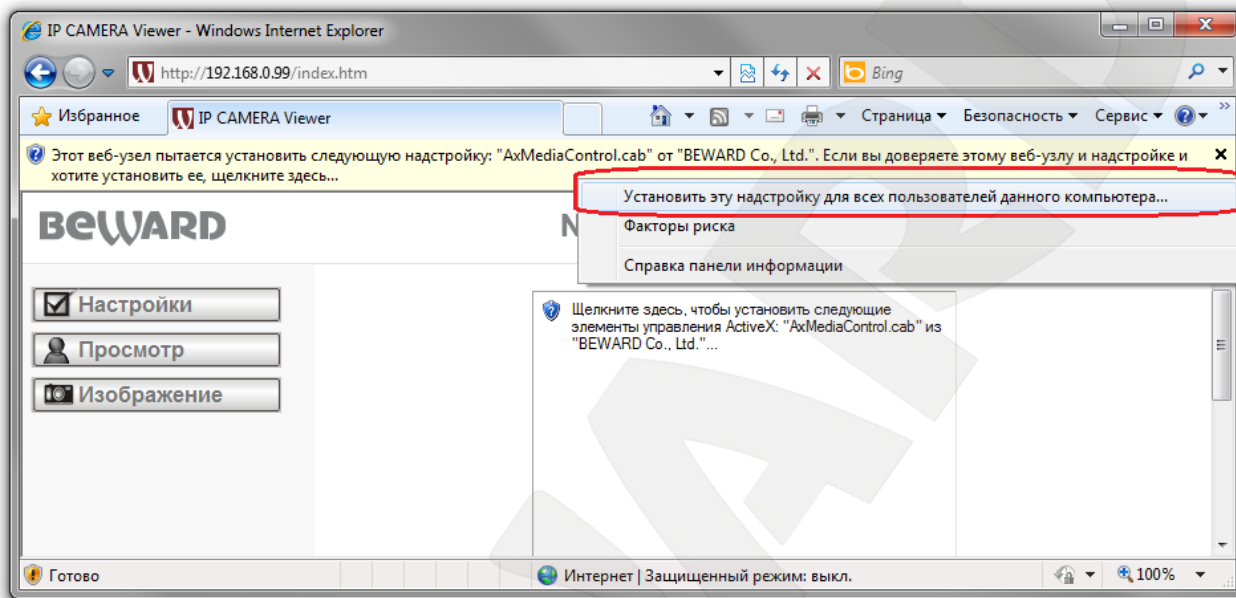 IP CAMERA Viewer - Windows Internet Explorer
http://192.168.0.99/index.htm
Bing
Избранное
IP CAMERA Viewer
Страница
Безопасность
Сервис
Этот веб-узел пытается установить следующую надстройку: "AxMediaControl.cab" от "BEWARD Co., Ltd.". Если вы доверяете этому веб-узлу и надстройке и
хотите установить ее, щелкните здесь...
Установить эту надстройку для всех пользователей данного компьютера...
Факторы риска
Справка панели информации
BEWARD
N
Настройки
Просмотр
Изображение
Щелкните здесь, чтобы установить следующие
элементы управления ActiveX: "AxMediaControl.cab" из
"BEWARD Co., Ltd."...
Готово
Интернет | Защищенный режим: выкл.
100%